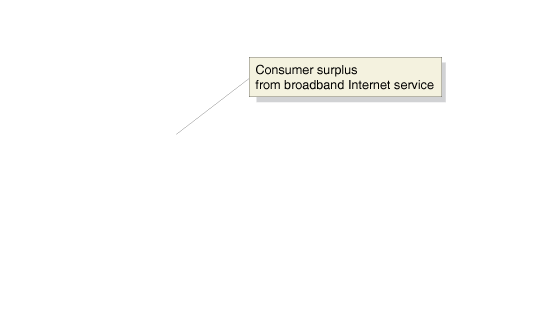 Consumer surplus
from broadband Internet service